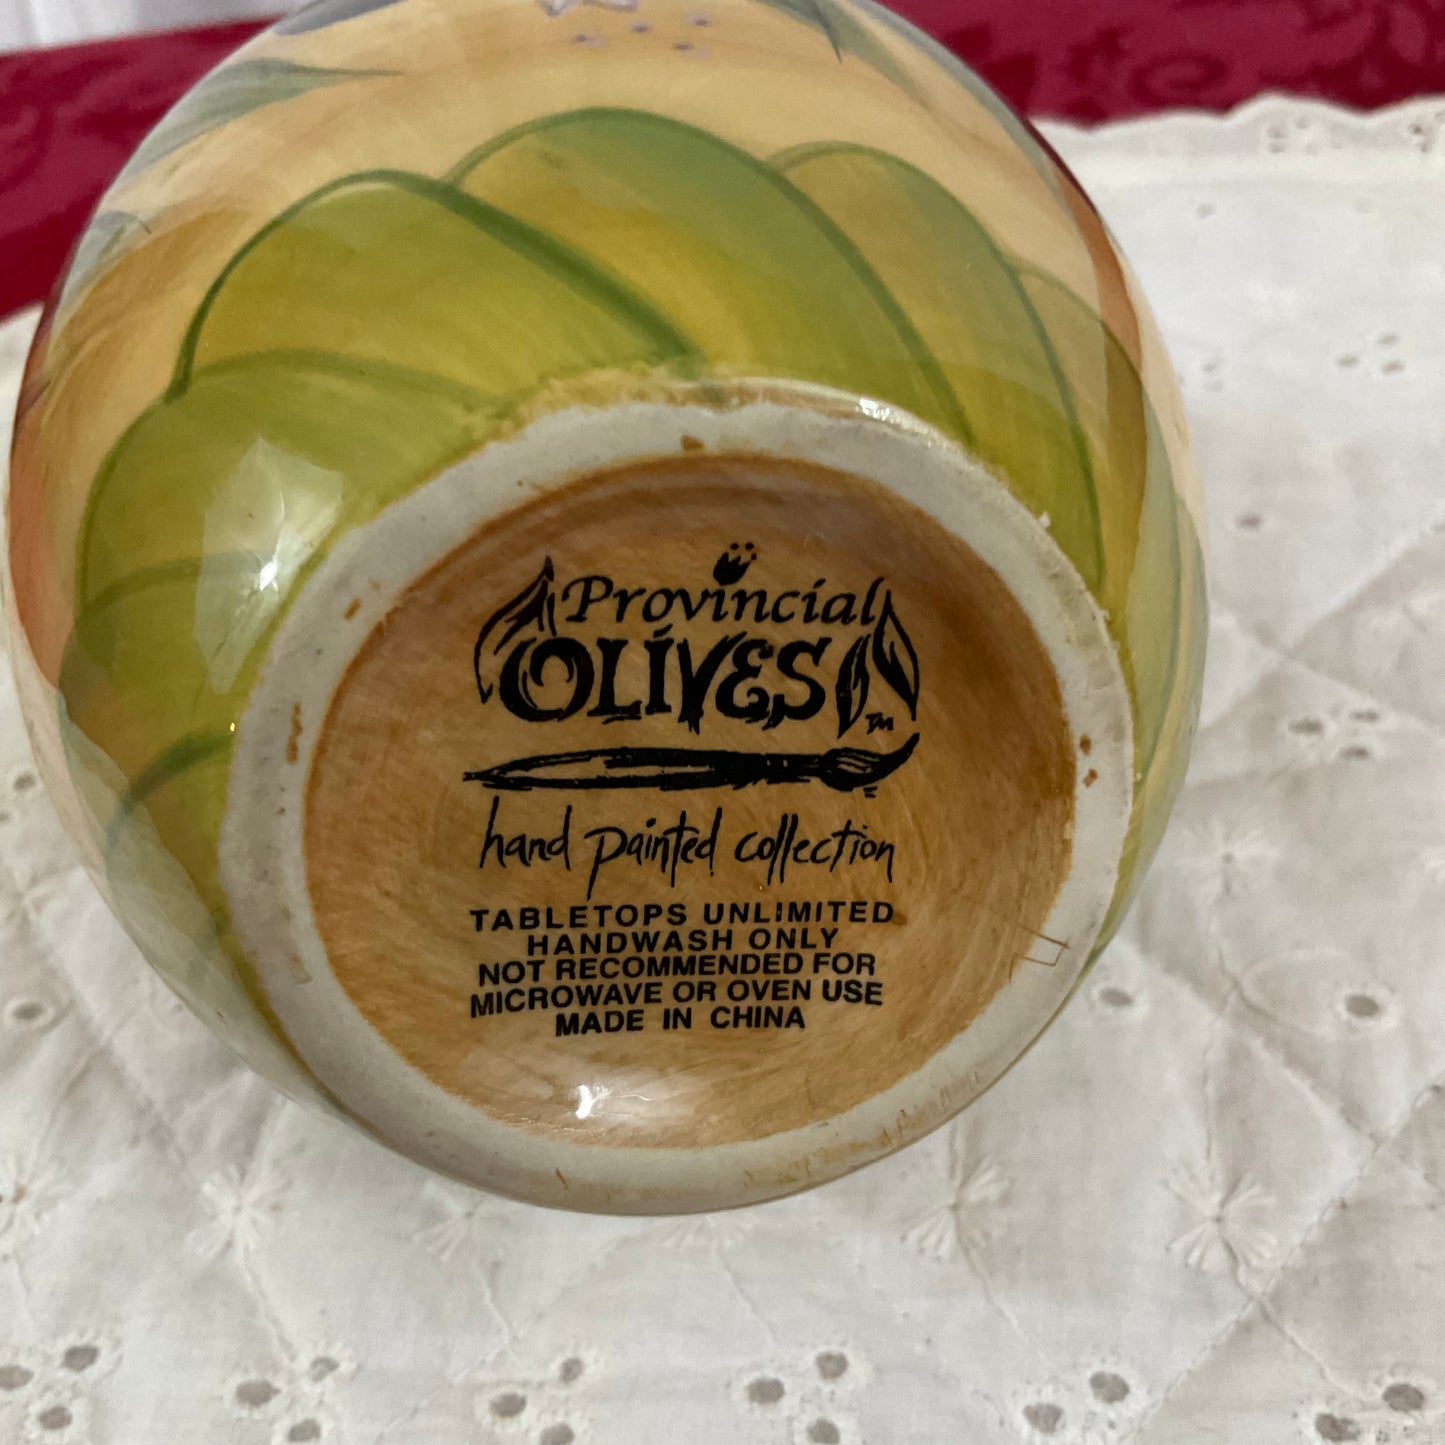 Provincial
OLIVES TM
hand painted collection
TABLETOPS UNLIMITED
HANDWASH ONLY
NOT RECOMMENDED FOR
MICROWAVE OR OVEN USE
MADE IN CHINA